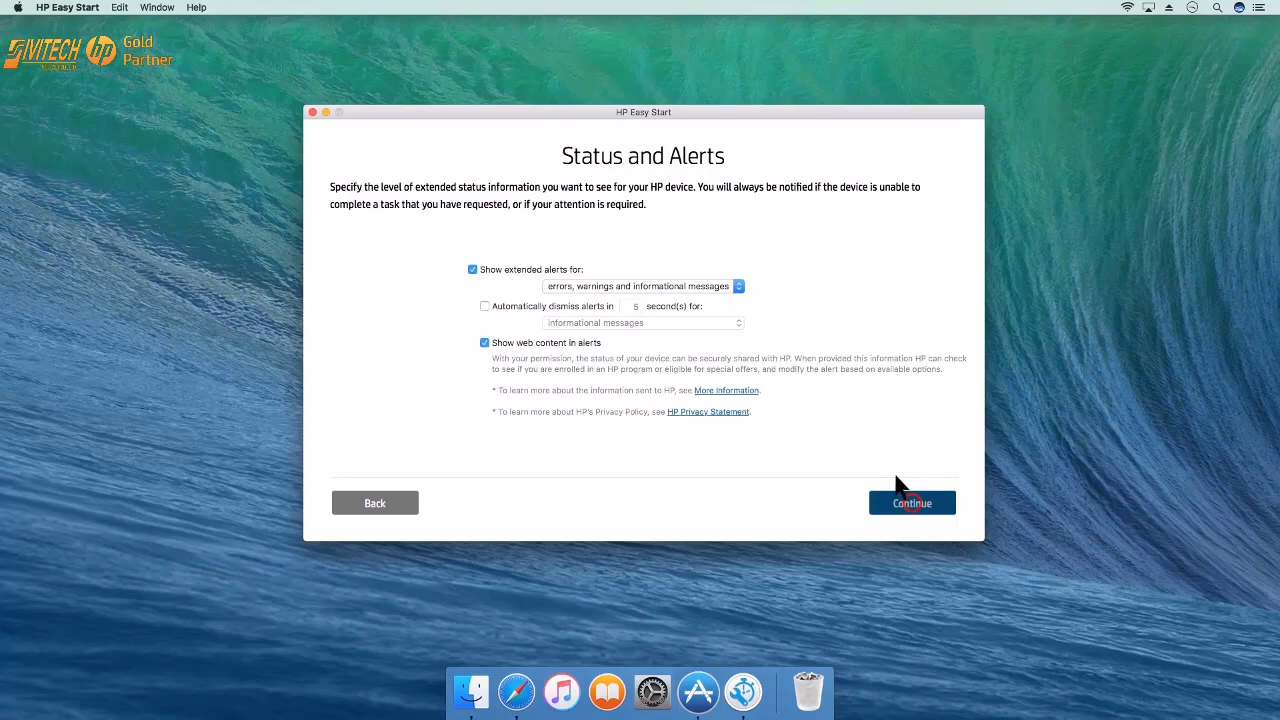 HP Easy Start Edit Window Help
SIVITECH hp Gold
Partner
HP Easy Start
Status and Alerts
Specify the level of extended status information you want to see for your HP device. You will always be notified if the device is unable to
complete a task that you have requested, or if your attention is required.
Show extended alerts for:
errors, warnings and informational messages
Automatically dismiss alerts in 5 second(s) for:
informational messages
Show web content in alerts
With your permission, the status of your device can be securely shared with HP. When provided this information HP can check
to see if you are enrolled in an HP program or eligible for special offers, and modify the alert based on available options.
* To learn more about the information sent to HP, see More Information.
* To learn more about HP's Privacy Policy, see HP Privacy Statement.
Back Continue